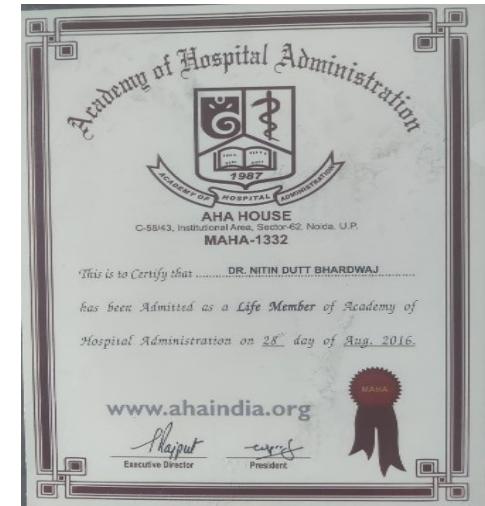 Academy of Hospital Administration
1987
ACADEMY OF HOSPITAL ADMINISTRATION
AHA HOUSE
C-58/43, Institutional Area, Sector-62, Noida, U.P.
MAHA-1332
This is to Certify that ........ DR. NITIN DUTT BHARDWAJ ........
has been Admitted as a Life Member of Academy of
Hospital Administration on 28 day of Aug. 2016.
MAHA
www.ahaindia.org
Executive Director
President